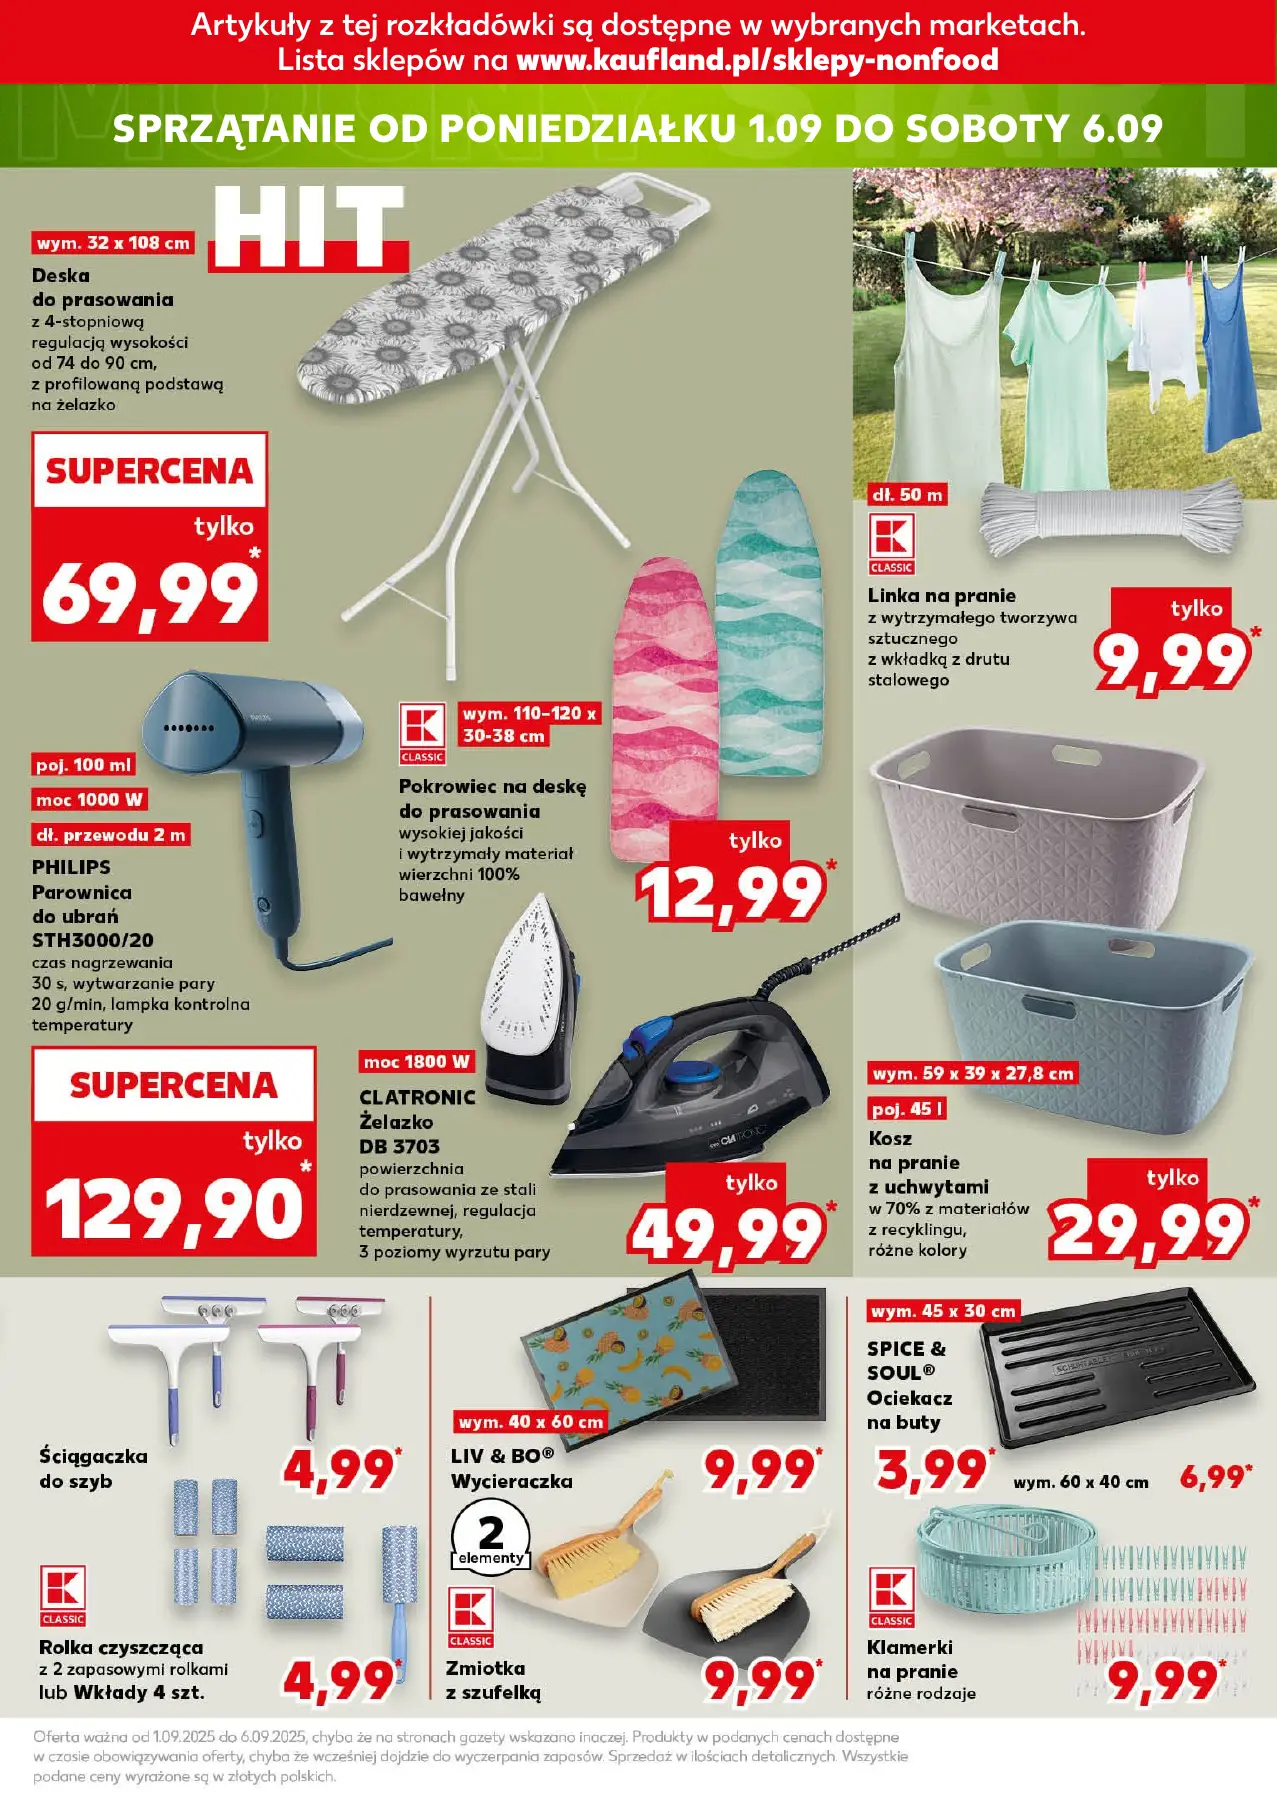 Artykuły z tej rozkładówki są dostępne w wybranych marketach.
Lista sklepów na www.kaufland.pl/sklepy-nonfood
SPRZĄTANIE OD PONIEDZIAŁKU 1.09 DO SOBOTY 6.09
HIT
wym. 32 x 108 cm
Deska
do prasowania
z 4-stopniową
regulacją wysokości
od 74 do 90 cm,
z profilowaną podstawą
na żelazko
SUPERCENA
tylko
69,99*
dł. 50 m
K
CLASSIC
Linka na pranie
z wytrzymałego tworzywa
sztucznego
z wkładką z drutu
stalowego
tylko
9,99*
poj. 100 ml
moc 1000 W
dł. przewodu 2 m
PHILIPS
Parownica
do ubrań
STH3000/20
czas nagrzewania
30 s, wytwarzanie pary
20 g/min, lampka kontrolna
temperatury
SUPERCENA
tylko
129,90*
K
CLASSIC
wym. 110–120 x
30-38 cm
Pokrowiec na deskę
do prasowania
wysokiej jakości
i wytrzymały materiał
wierzchni 100%
bawełny
tylko
12,99*
moc 1800 W
CLATRONIC
Żelazko
DB 3703
powierzchnia
do prasowania ze stali
nierdzewnej, regulacja
temperatury,
3 poziomy wyrzutu pary
CLATRONIC
tylko
49,99*
wym. 59 x 39 x 27,8 cm
poj. 45 l
Kosz
na pranie
z uchwytami
w 70% z materiałów
z recyklingu,
różne kolory
tylko
29,99*
Ściągaczka
do szyb
4,99*
K
CLASSIC
Rolka czyszcząca
z 2 zapasowymi rolkami
lub Wkłady 4 szt.
4,99*
wym. 40 x 60 cm
LIV & BO®
Wycieraczka
9,99*
2
elementy
K
CLASSIC
Zmiotka
z szufelką
9,99*
wym. 45 x 30 cm
SPICE &
SOUL®
Ociekacz
na buty
3,99*
wym. 60 x 40 cm
6,99*
K
CLASSIC
Klamerki
na pranie
różne rodzaje
9,99*
Oferta ważna od 1.09.2025 do 6.09.2025, chyba że na stronach gazety wskazano inaczej. Produkty w podanych cenach dostępne
w czasie obowiązywania oferty, chyba że wcześniej dojdzie do wyczerpania zapasów. Sprzedaż w ilościach detalicznych. Wszystkie
podane ceny wyrażone są w złotych polskich.